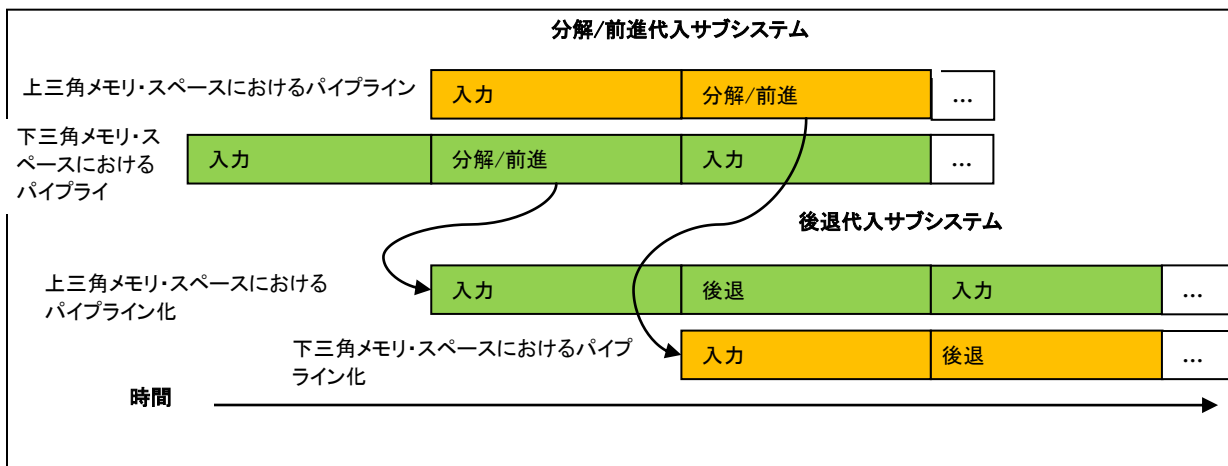 分解/前進代入サブシステム
上三角メモリ・スペースにおけるパイプライン
入力
分解/前進
...
下三角メモリ・ス
ペースにおける
パイプライ
入力
分解/前進
入力
...
後退代入サブシステム
上三角メモリ・スペースにおける
パイプライン化
入力
後退
入力
...
下三角メモリ・スペースにおけるパイプ
ライン化
入力
後退
...
時間